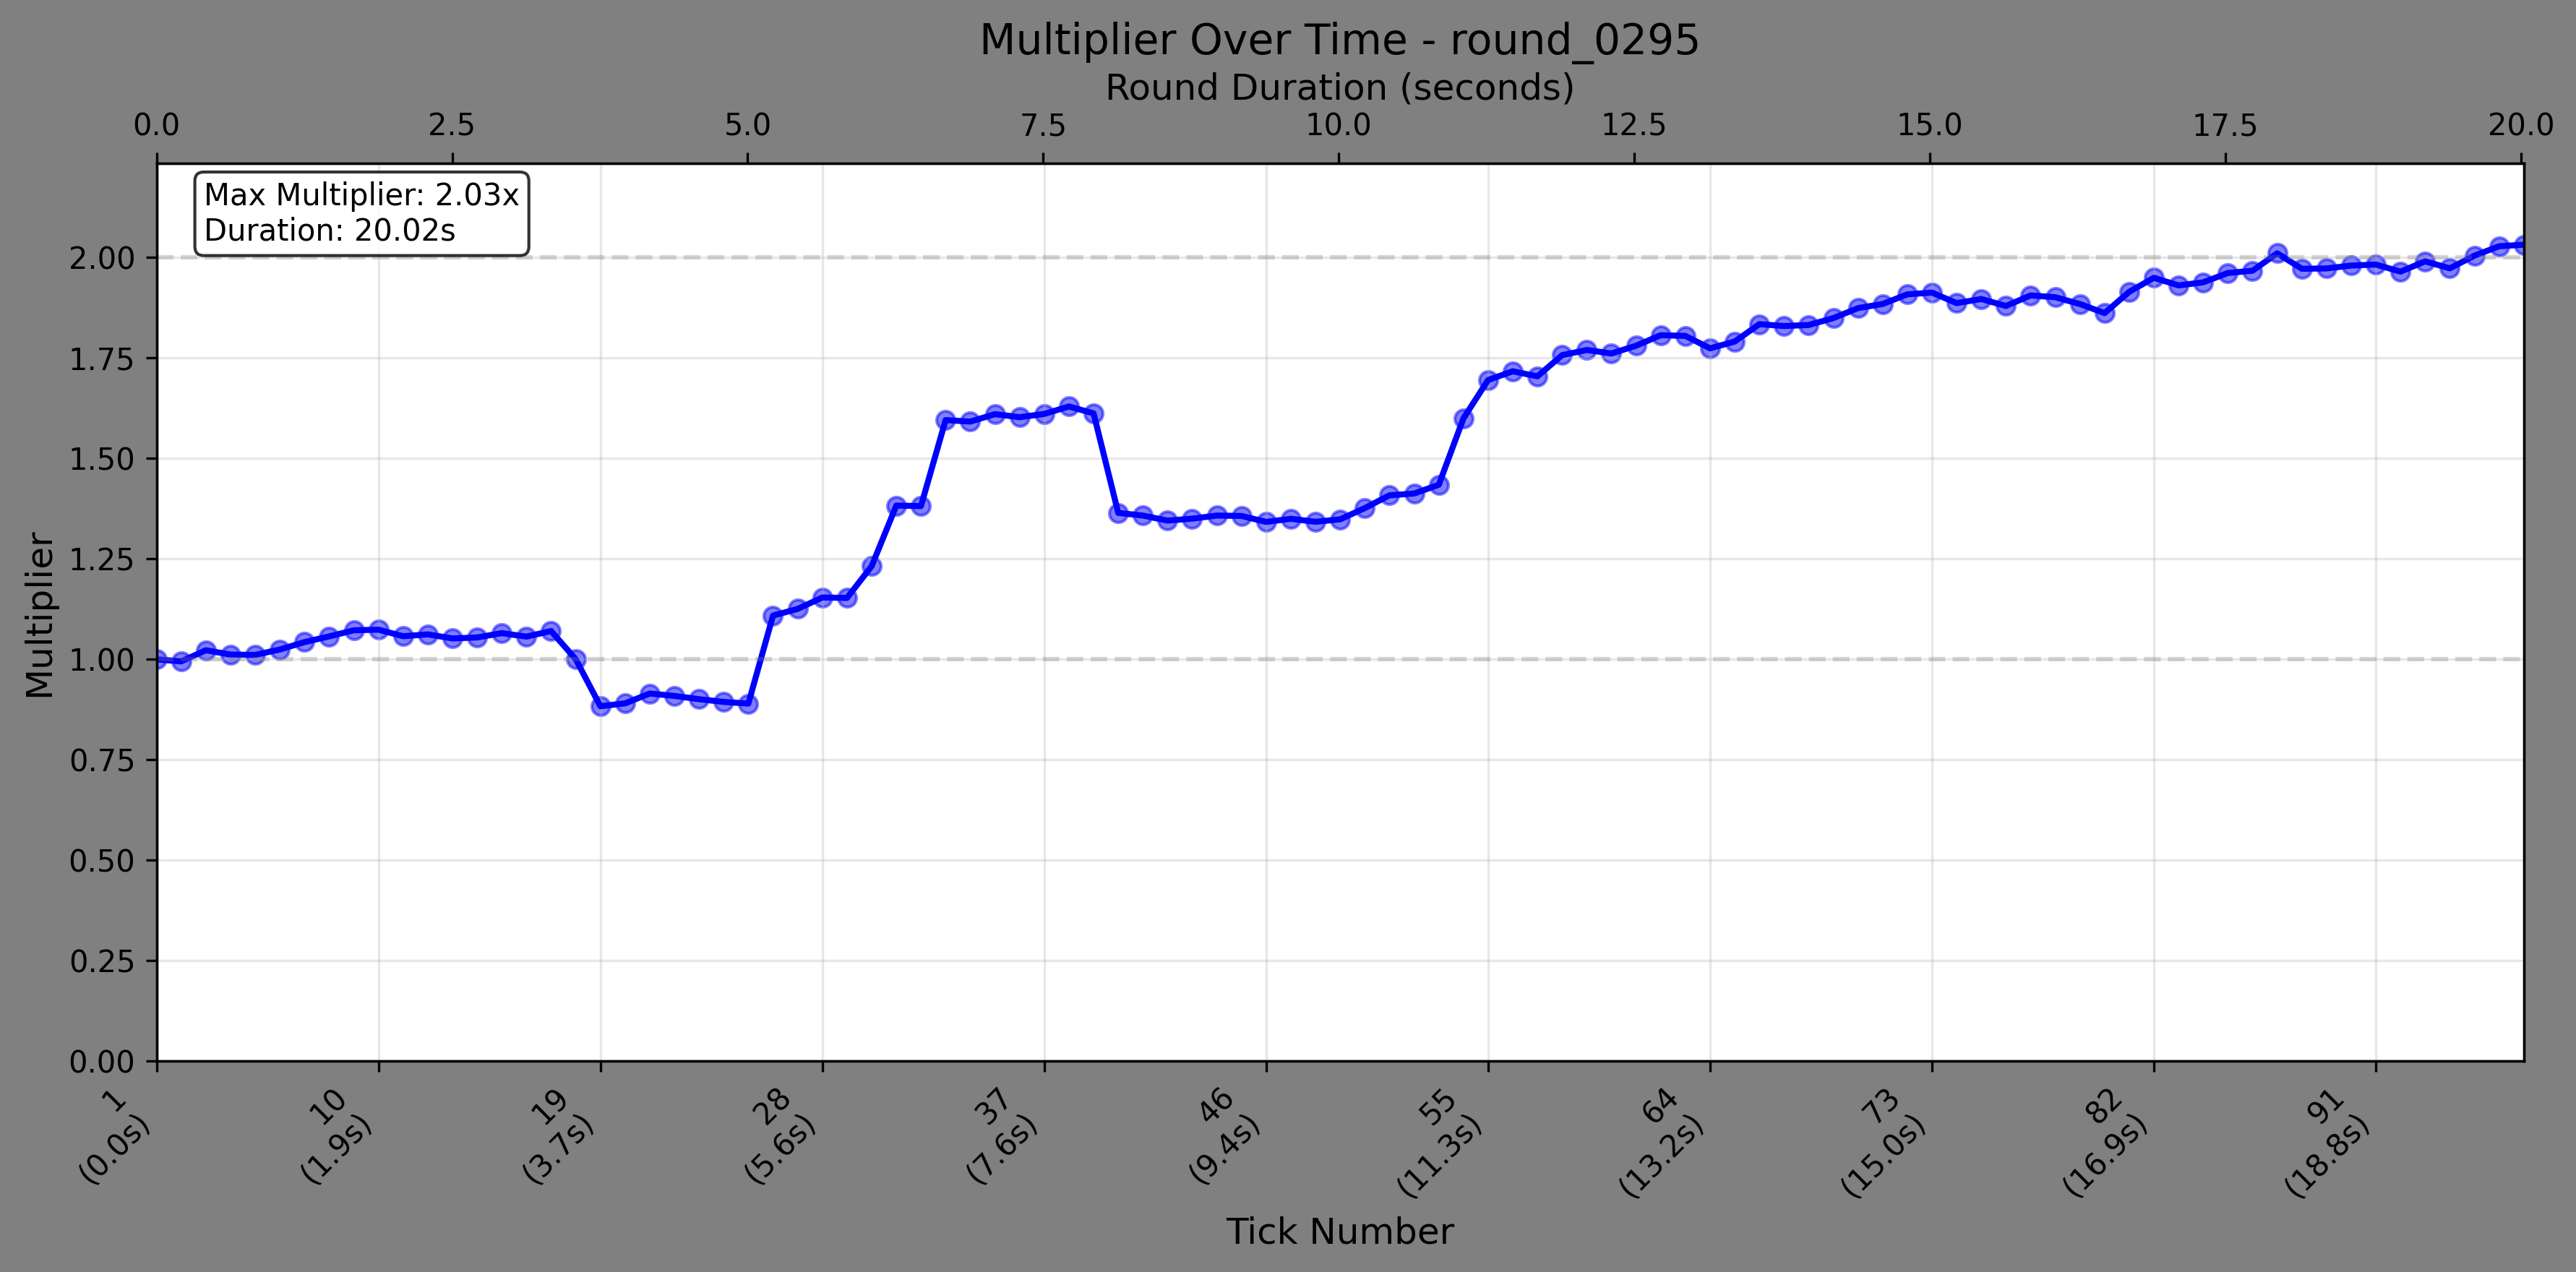 Multiplier Over Time - round_0295
Round Duration (seconds)
0.0 2.5 5.0 7.5 10.0 12.5 15.0 17.5 20.0
Max Multiplier: 2.03x
Duration: 20.02s
Multiplier
2.00
1.75
1.50
1.25
1.00
0.75
0.50
0.25
0.00
1
(0.0s)
10
(1.9s)
19
(3.7s)
28
(5.6s)
37
(7.6s)
46
(9.4s)
55
(11.3s)
64
(13.2s)
73
(15.0s)
82
(16.9s)
91
(18.8s)
Tick Number